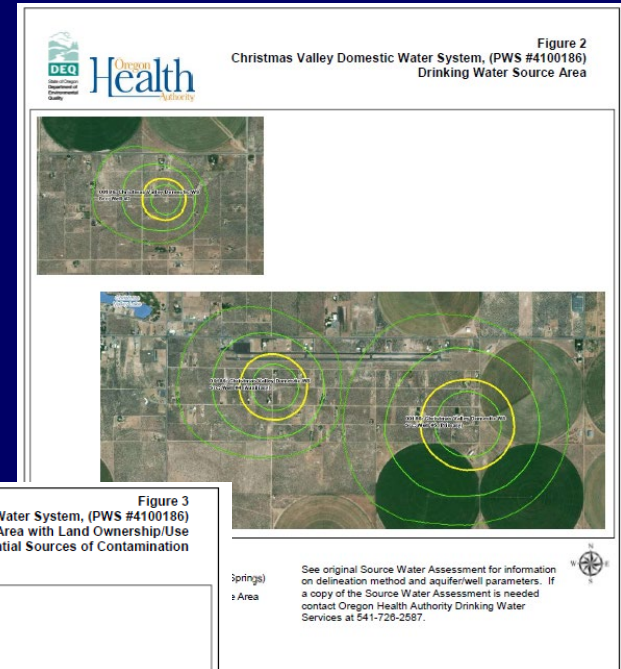 Figure 2
Christmas Valley Domestic Water System, (PWS #4100186)
Drinking Water Source Area
DEQ
State of Oregon
Department of
Environmental
Quality
Oregon
Health
Authority
Figure 3
Water System, (PWS #4100186)
Area with Land Ownership/Use
ntial Sources of Contamination
Springs)
e Area
See original Source Water Assessment for information
on delineation method and aquifer/well parameters. If
a copy of the Source Water Assessment is needed
contact Oregon Health Authority Drinking Water
Services at 541-726-2587.
N
W
E
S